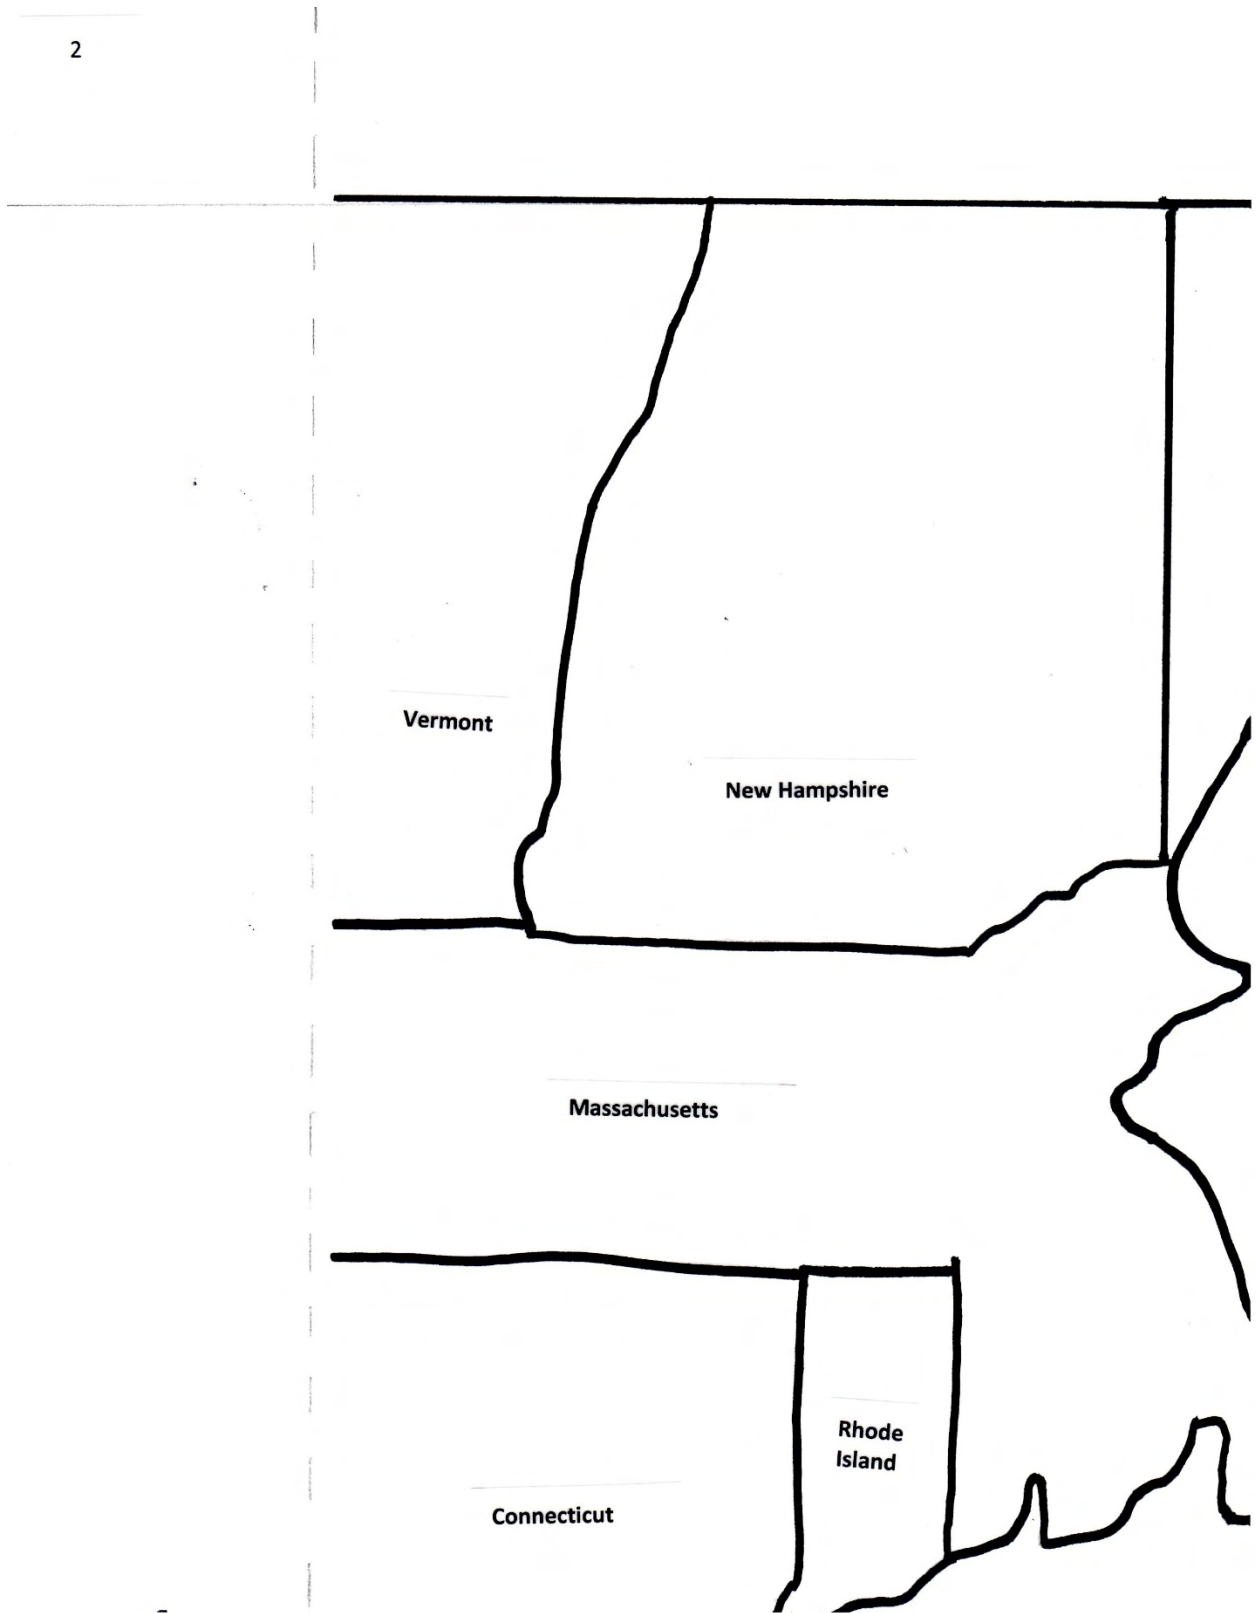 2
Vermont
New Hampshire
Massachusetts
Rhode
Island
Connecticut